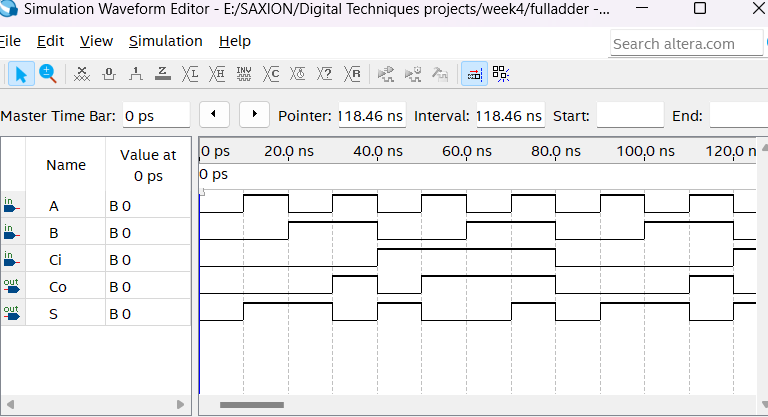 Simulation Waveform Editor - E:/SAXION/Digital Techniques projects/week4/fulladder -...
File Edit View Simulation Help
Search altera.com
Master Time Bar: 0 ps Pointer: 118.46 ns Interval: 118.46 ns Start: End:
Name Value at 0 ps
0 ps 20.0 ns 40.0 ns 60.0 ns 80.0 ns 100.0 ns 120.0 n
0 ps
in A B 0
in B B 0
in Ci B 0
out Co B 0
out S B 0